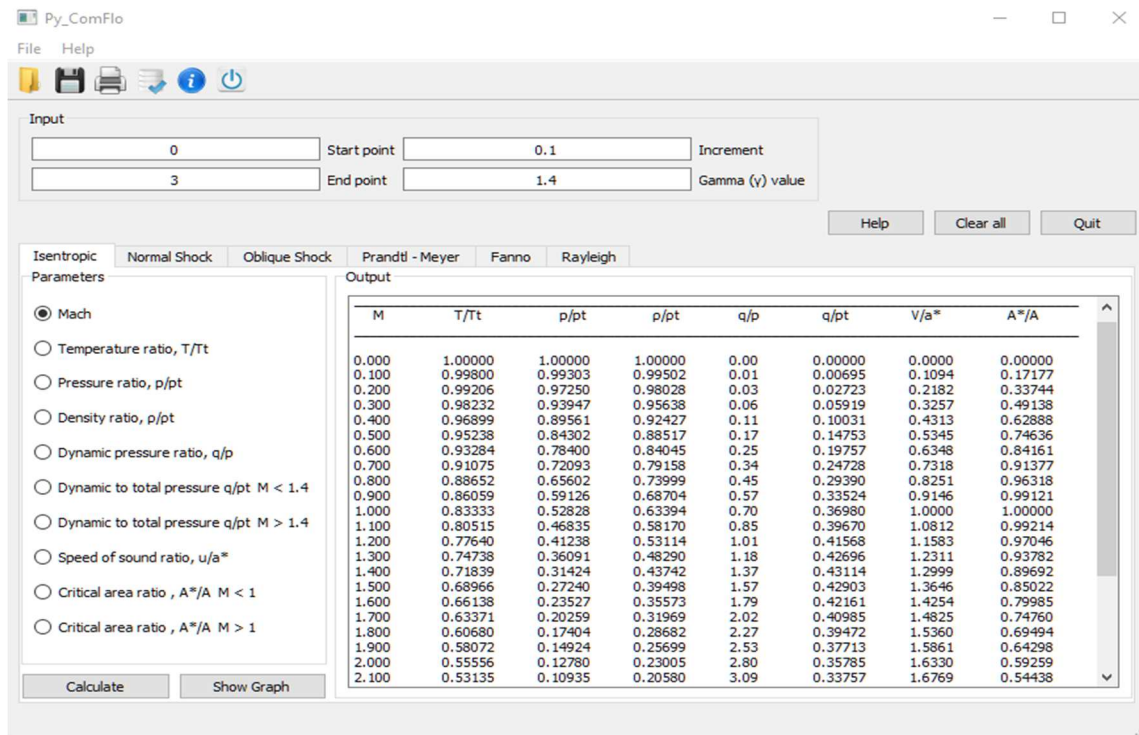 Py_ComFlo
File Help
Input
0 Start point 0.1 Increment
3 End point 1.4 Gamma (γ) value
Help Clear all Quit
Isentropic Normal Shock Oblique Shock Prandtl - Meyer Fanno Rayleigh
Parameters
Mach
Temperature ratio, T/Tt
Pressure ratio, p/pt
Density ratio, ρ/ρt
Dynamic pressure ratio, q/p
Dynamic to total pressure q/pt M < 1.4
Dynamic to total pressure q/pt M > 1.4
Speed of sound ratio, u/a*
Critical area ratio , A*/A M < 1
Critical area ratio , A*/A M > 1
Calculate Show Graph
Output
M T/Tt p/pt ρ/ρt q/p q/pt V/a* A*/A
0.000 1.00000 1.00000 1.00000 0.00 0.00000 0.0000 0.00000
0.100 0.99800 0.99303 0.99502 0.01 0.00695 0.1094 0.17177
0.200 0.99206 0.97250 0.98028 0.03 0.02723 0.2182 0.33744
0.300 0.98232 0.93947 0.95638 0.06 0.05919 0.3257 0.49138
0.400 0.96899 0.89561 0.92427 0.11 0.10031 0.4313 0.62888
0.500 0.95238 0.84302 0.88517 0.17 0.14753 0.5345 0.74636
0.600 0.93284 0.78400 0.84045 0.25 0.19757 0.6348 0.84161
0.700 0.91075 0.72093 0.79158 0.34 0.24728 0.7318 0.91377
0.800 0.88652 0.65602 0.73999 0.45 0.29390 0.8251 0.96318
0.900 0.86059 0.59126 0.68704 0.57 0.33524 0.9146 0.99121
1.000 0.83333 0.52828 0.63394 0.70 0.36980 1.0000 1.00000
1.100 0.80515 0.46835 0.58170 0.85 0.39670 1.0812 0.99214
1.200 0.77640 0.41238 0.53114 1.01 0.41568 1.1583 0.97046
1.300 0.74738 0.36091 0.48290 1.18 0.42696 1.2311 0.93782
1.400 0.71839 0.31424 0.43742 1.37 0.43114 1.2999 0.89692
1.500 0.68966 0.27240 0.39498 1.57 0.42903 1.3646 0.85022
1.600 0.66138 0.23527 0.35573 1.79 0.42161 1.4254 0.79985
1.700 0.63371 0.20259 0.31969 2.02 0.40985 1.4825 0.74760
1.800 0.60680 0.17404 0.28682 2.27 0.39472 1.5360 0.69494
1.900 0.58072 0.14924 0.25699 2.53 0.37713 1.5861 0.64298
2.000 0.55556 0.12780 0.23005 2.80 0.35785 1.6330 0.59259
2.100 0.53135 0.10935 0.20580 3.09 0.33757 1.6769 0.54438